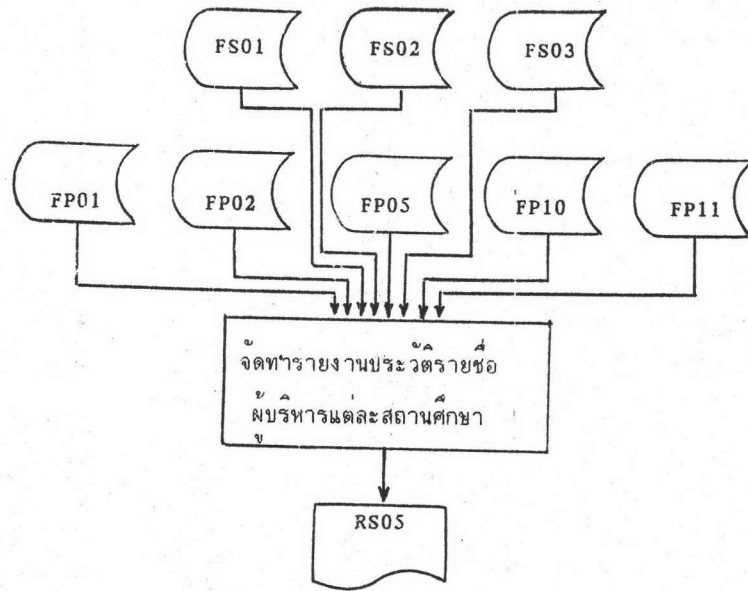 FS01 FS02 FS03
FP01 FP02 FP05 FP10 FP11
จัดทำรายงานประวัติรายชื่อ
ผู้บริหารแต่ละสถานศึกษา
RS05